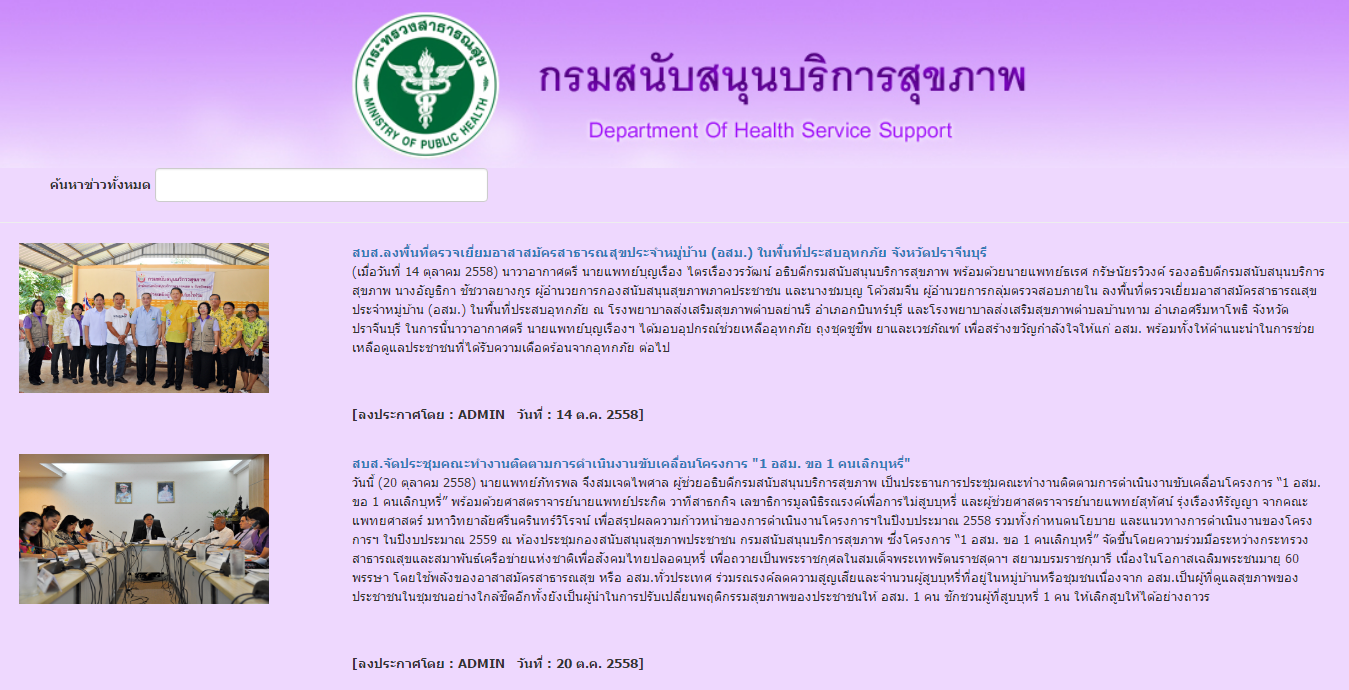 กระทรวงสาธารณสุข
MINISTRY OF PUBLIC HEALTH
กรมสนับสนุนบริการสุขภาพ
Department Of Health Service Support
ค้นหาข่าวทั้งหมด
สบส.ลงพื้นที่ตรวจเยี่ยมอาสาสมัครสาธารณสุขประจำหมู่บ้าน (อสม.) ในพื้นที่ประสบอุทกภัย จังหวัดปราจีนบุรี
(เมื่อวันที่ 14 ตุลาคม 2558) นาวาอากาศตรี นายแพทย์บุญเรือง ไตรเรืองวรวัฒน์ อธิบดีกรมสนับสนุนบริการสุขภาพ พร้อมด้วยนายแพทย์ธเรศ กรัษนัยรวิวงค์ รองอธิบดีกรมสนับสนุนบริการ
สุขภาพ นางอัญธิกา ชัชวาลยางกูร ผู้อำนวยการกองสนับสนุนสุขภาพภาคประชาชน และนางชมบุญ โค้วสมจีน ผู้อำนวยการกลุ่มตรวจสอบภายใน ลงพื้นที่ตรวจเยี่ยมอาสาสมัครสาธารณสุข
ประจำหมู่บ้าน (อสม.) ในพื้นที่ประสบอุทกภัย ณ โรงพยาบาลส่งเสริมสุขภาพตำบลย่านรี อำเภอกบินทร์บุรี และโรงพยาบาลส่งเสริมสุขภาพตำบลบ้านทาม อำเภอศรีมหาโพธิ จังหวัด
ปราจีนบุรี ในการนี้นาวาอากาศตรี นายแพทย์บุญเรืองฯ ได้มอบอุปกรณ์ช่วยเหลืออุทกภัย ถุงชุดชูชีพ ยาและเวชภัณฑ์ เพื่อสร้างขวัญกำลังใจให้แก่ อสม. พร้อมทั้งให้คำแนะนำในการช่วย
เหลือดูแลประชาชนที่ได้รับความเดือดร้อนจากอุทกภัย ต่อไป
[ลงประกาศโดย : ADMIN วันที่ : 14 ต.ค. 2558]
สบส.จัดประชุมคณะทำงานติดตามการดำเนินงานขับเคลื่อนโครงการ "1 อสม. ขอ 1 คนเลิกบุหรี่"
วันนี้ (20 ตุลาคม 2558) นายแพทย์ภัทรพล จึงสมเจตไพศาล ผู้ช่วยอธิบดีกรมสนับสนุนบริการสุขภาพ เป็นประธานการประชุมคณะทำงานติดตามการดำเนินงานขับเคลื่อนโครงการ “1 อสม.
ขอ 1 คนเลิกบุหรี่” พร้อมด้วยศาสตราจารย์นายแพทย์ประกิต วาทีสาธกกิจ เลขาธิการมูลนิธิรณรงค์เพื่อการไม่สูบบุหรี่ และผู้ช่วยศาสตราจารย์นายแพทย์สุทัศน์ รุ่งเรืองหิรัญญา จากคณะ
แพทยศาสตร์ มหาวิทยาลัยศรีนครินทร์วิโรจน์ เพื่อสรุปผลความก้าวหน้าของการดำเนินงานโครงการฯในปีงบประมาณ 2558 รวมทั้งกำหนดนโยบาย และแนวทางการดำเนินงานของโครง
การฯ ในปีงบประมาณ 2559 ณ ห้องประชุมกองสนับสนุนสุขภาพประชาชน กรมสนับสนุนบริการสุขภาพ ซึ่งโครงการ “1 อสม. ขอ 1 คนเลิกบุหรี่” จัดขึ้นโดยความร่วมมือระหว่างกระทรวง
สาธารณสุขและสมาพันธ์เครือข่ายแห่งชาติเพื่อสังคมไทยปลอดบุหรี่ เพื่อถวายเป็นพระราชกุศลในสมเด็จพระเทพรัตนราชสุดาฯ สยามบรมราชกุมารี เนื่องในโอกาสเฉลิมพระชนมายุ 60
พรรษา โดยใช้พลังของอาสาสมัครสาธารณสุข หรือ อสม.ทั่วประเทศ ร่วมรณรงค์ลดความสูญเสียและจำนวนผู้สูบบุหรี่ที่อยู่ในหมู่บ้านหรือชุมชนเนื่องจาก อสม.เป็นผู้ที่ดูแลสุขภาพของ
ประชาชนในชุมชนอย่างใกล้ชิดอีกทั้งยังเป็นผู้นำในการปรับเปลี่ยนพฤติกรรมสุขภาพของประชาชนให้ อสม. 1 คน ชักชวนผู้ที่สูบบุหรี่ 1 คน ให้เลิกสูบให้ได้อย่างถาวร
[ลงประกาศโดย : ADMIN วันที่ : 20 ต.ค. 2558]